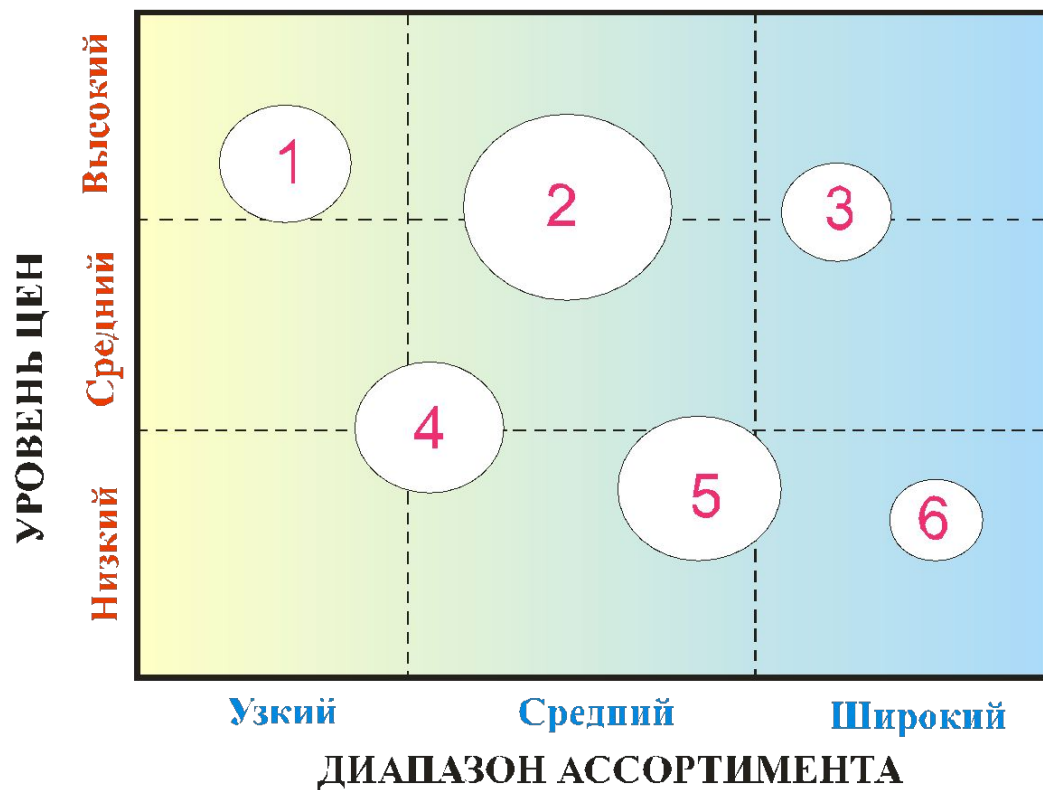 УРОВЕНЬ ЦЕН
Высокий
Средний
Низкий
1
2
3
4
5
6
Узкий
Средний
Широкий
ДИАПАЗОН АССОРТИМЕНТА